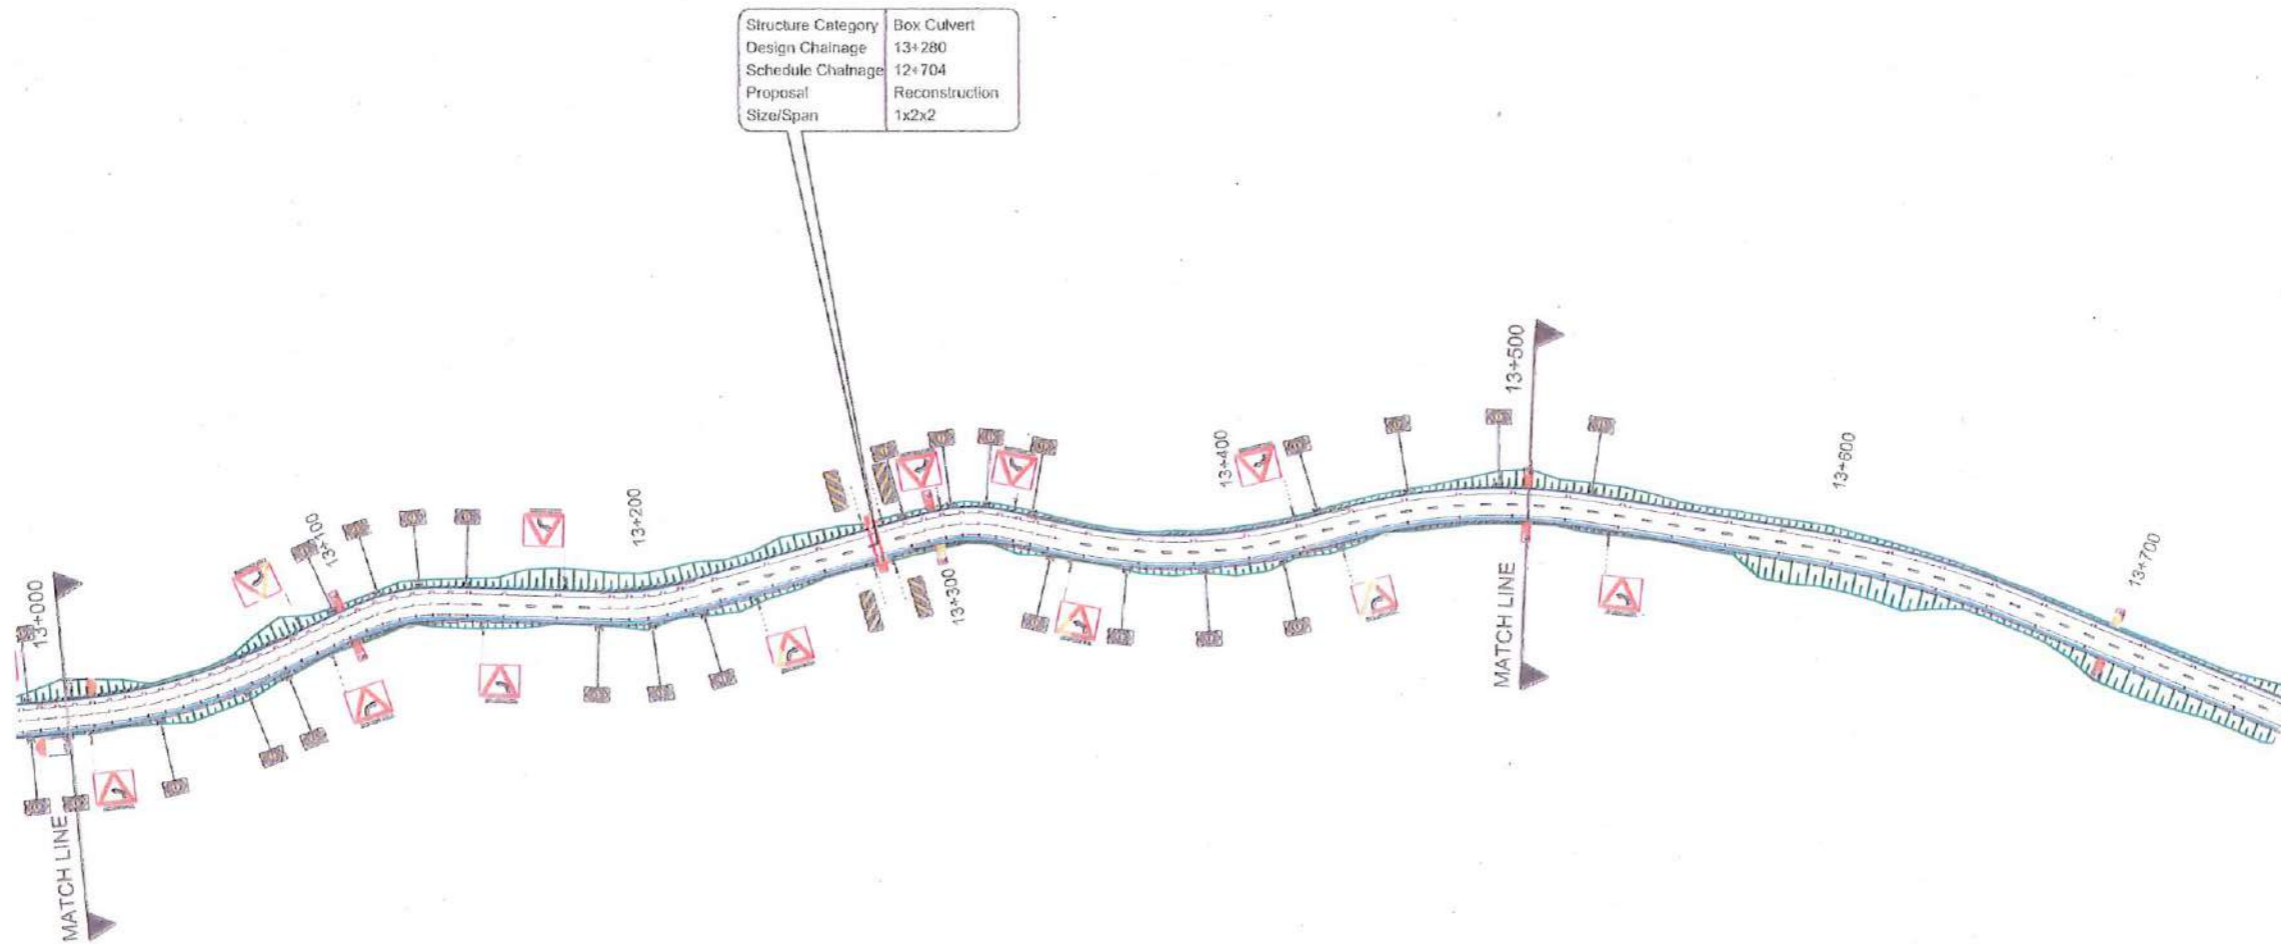 Structure Category Box Culvert
Design Chainage 13+280
Schedule Chainage 12+704
Proposal Reconstruction
Size/Span 1x2x2
13+000
13+100
13+200
13+300
13+400
13+500
13+600
13+700
MATCH LINE
MATCH LINE